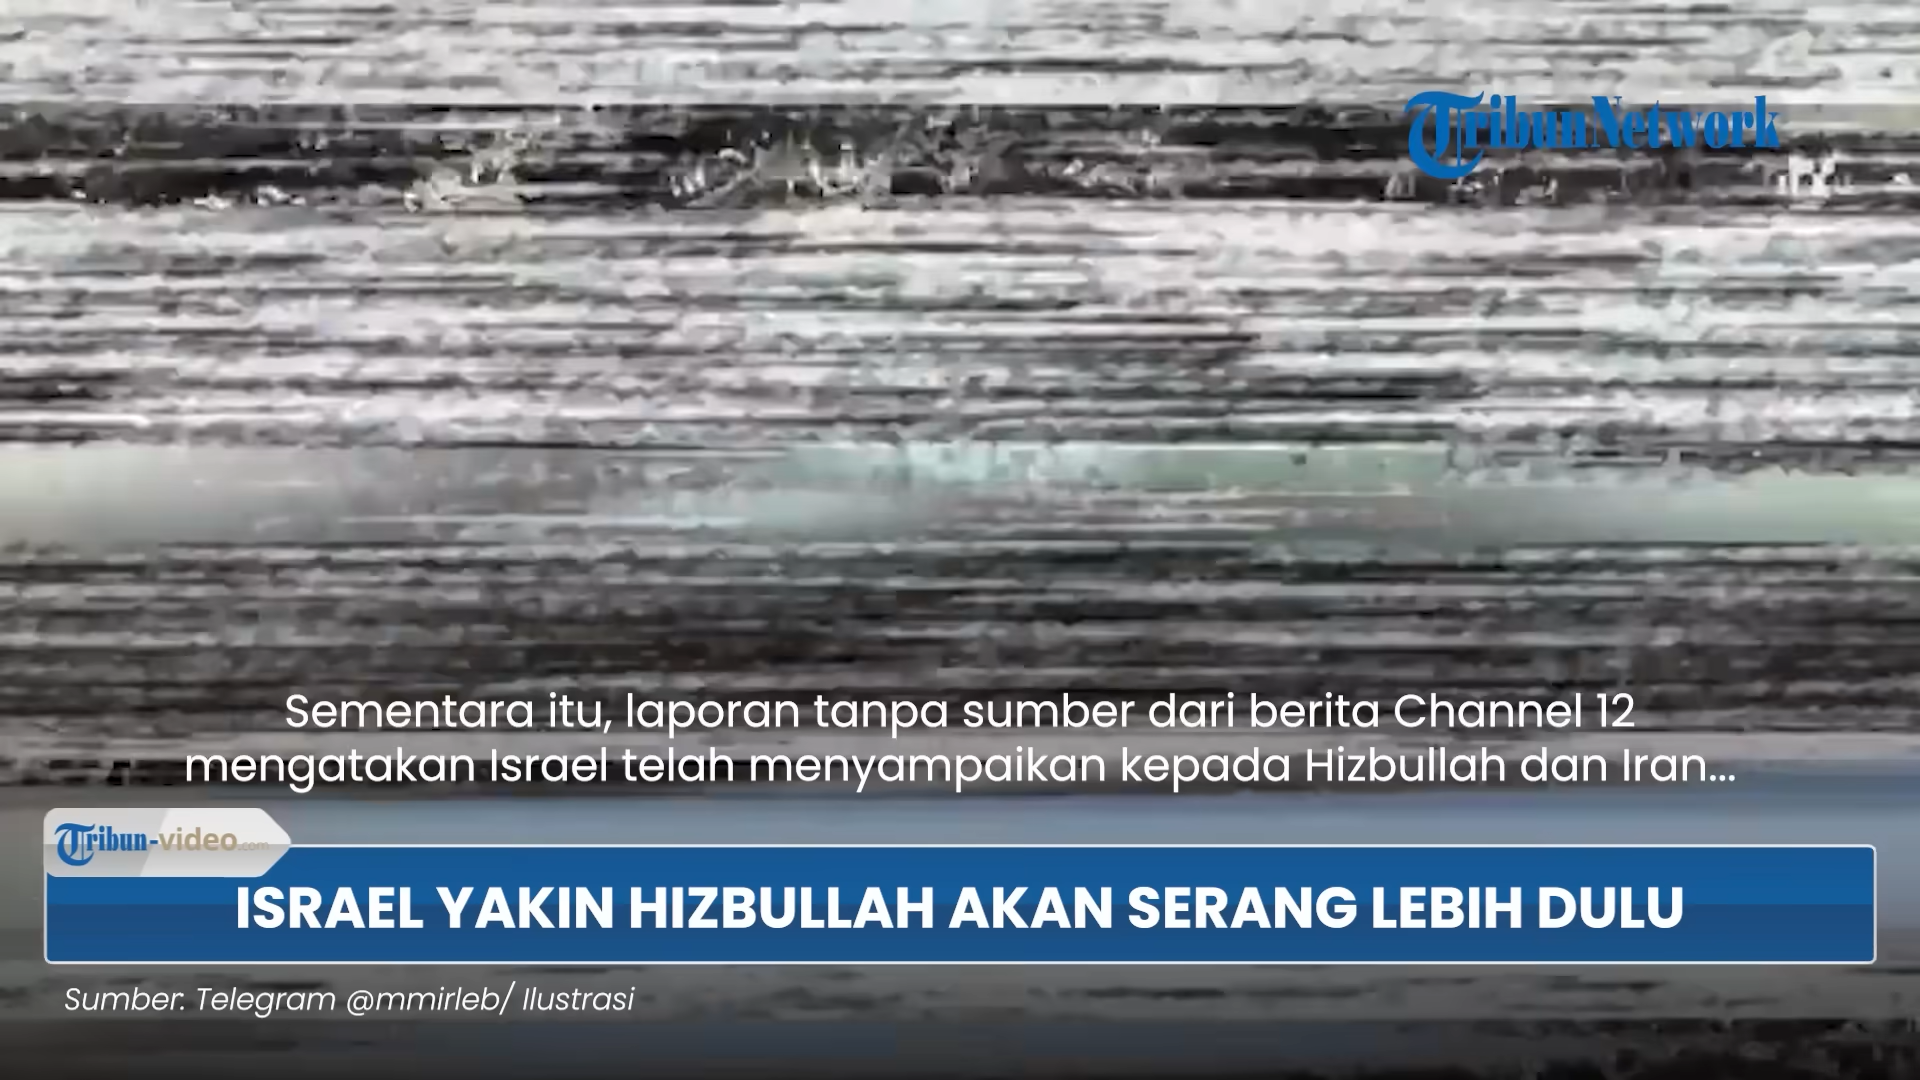 TribunNetwork
Sementara itu, laporan tanpa sumber dari berita Channel 12
mengatakan Israel telah menyampaikan kepada Hizbullah dan Iran...
Tribun-video.com
ISRAEL YAKIN HIZBULLAH AKAN SERANG LEBIH DULU
Sumber: Telegram @mmirleb/ Ilustrasi